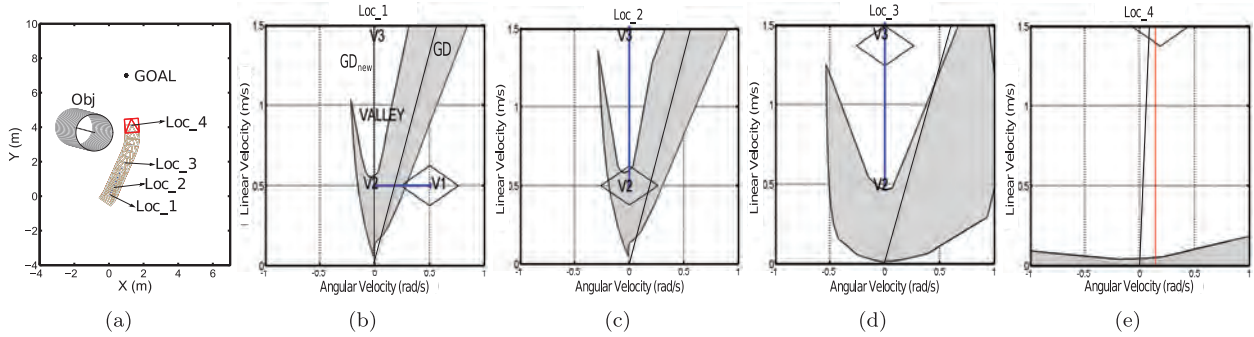 10
8
6
4
2
0
-2
-4
Y (m)
-4 -2 0 2 4 6
X (m)
GOAL
Obj
Loc_4
Loc_3
Loc_2
Loc_1
(a)
Loc_1
1.5
1
0.5
0
Linear Velocity (m/s)
V3
GD
GDnew
VALLEY
V2
V1
-1 -0.5 0 0.5 1
Angular Velocity (rad/s)
(b)
Loc_2
1.5
1
0.5
0
Linear Velocity (m/s)
V3
V2
-1 -0.5 0 0.5 1
Angular Velocity (rad/s)
(c)
Loc_3
1.5
1
0.5
0
Linear Velocity (m/s)
V3
V2
-1 -0.5 0 0.5 1
Angular Velocity (rad/s)
(d)
Loc_4
1.5
1
0.5
0
Linear Velocity (m/s)
-1 -0.5 0 0.5 1
Angular Velocity (rad/s)
(e)